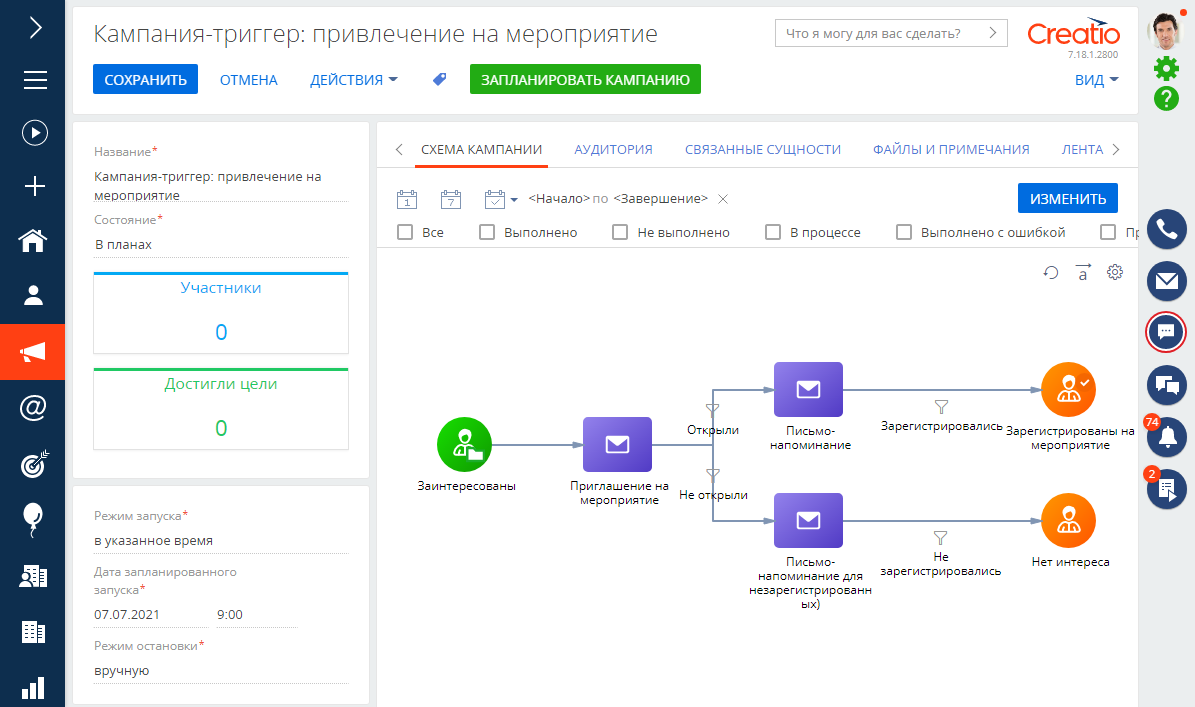 Кампания-триггер: привлечение на мероприятие
Что я могу для вас сделать?
Creatio
7.18.1.2800
СОХРАНИТЬ
ОТМЕНА
ДЕЙСТВИЯ
ЗАПЛАНИРОВАТЬ КАМПАНИЮ
ВИД
Название*
Кампания-триггер: привлечение на
мероприятие
Состояние*
В планах
Участники
0
Достигли цели
0
Режим запуска*
в указанное время
Дата запланированного
запуска*
07.07.2021 9:00
Режим остановки*
вручную
СХЕМА КАМПАНИИ
АУДИТОРИЯ
СВЯЗАННЫЕ СУЩНОСТИ
ФАЙЛЫ И ПРИМЕЧАНИЯ
ЛЕНТА
1
7
<Начало> по <Завершение>
ИЗМЕНИТЬ
Все
Выполнено
Не выполнено
В процессе
Выполнено с ошибкой
a
Заинтересованы
Приглашение на
мероприятие
Открыли
Не открыли
Письмо-
напоминание
Зарегистрировались
Зарегистрированы на
мероприятие
Письмо-
напоминание для
незарегистрированн
ых)
Не
зарегистрировались
Нет интереса
?
74
2